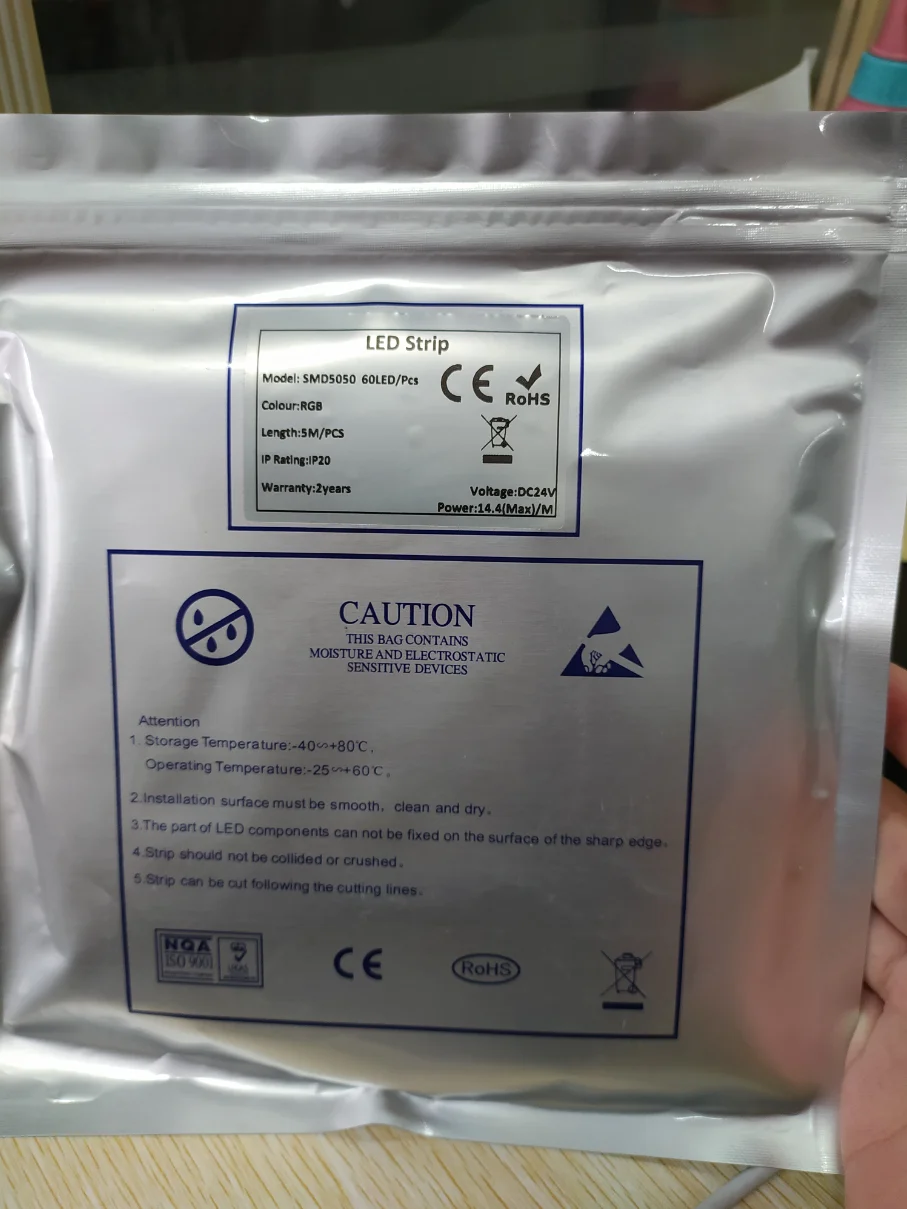 LED Strip
Model: SMD5050 60LED/Pcs
CE
RoHS
Colour:RGB
Length:5M/PCS
IP Rating:IP20
Warranty:2years
Voltage:DC24V
Power:14.4(Max)/M
CAUTION
THIS BAG CONTAINS
MOISTURE AND ELECTROSTATIC
SENSITIVE DEVICES
Attention
1. Storage Temperature:-40∽+80℃。
Operating Temperature:-25∽+60℃。
2.Installation surface must be smooth, clean and dry。
3.The part of LED components can not be fixed on the surface of the sharp edge。
4.Strip should not be collided or crushed。
5.Strip can be cut following the cutting lines。
NQA
ISO 9001
UKAS
CE
RoHS